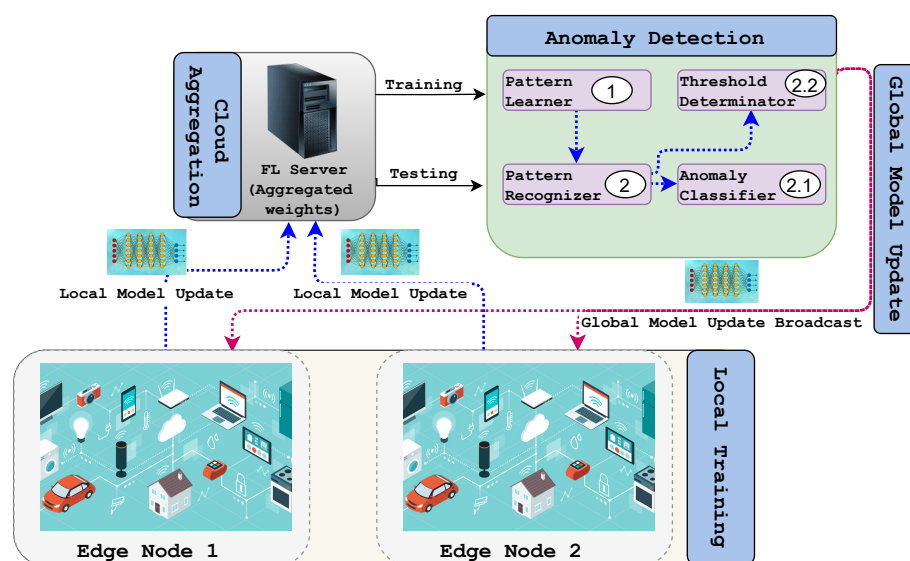 Anomaly Detection
Cloud
Aggregation
FL Server
(Aggregated
weights)
Training
Testing
Pattern
Learner
1
Threshold
Determinator
2.2
Pattern
Recognizer
2
Anomaly
Classifier
2.1
Global Model Update
Local Model Update
Local Model Update
Global Model Update Broadcast
Local Training
Edge Node 1
Edge Node 2